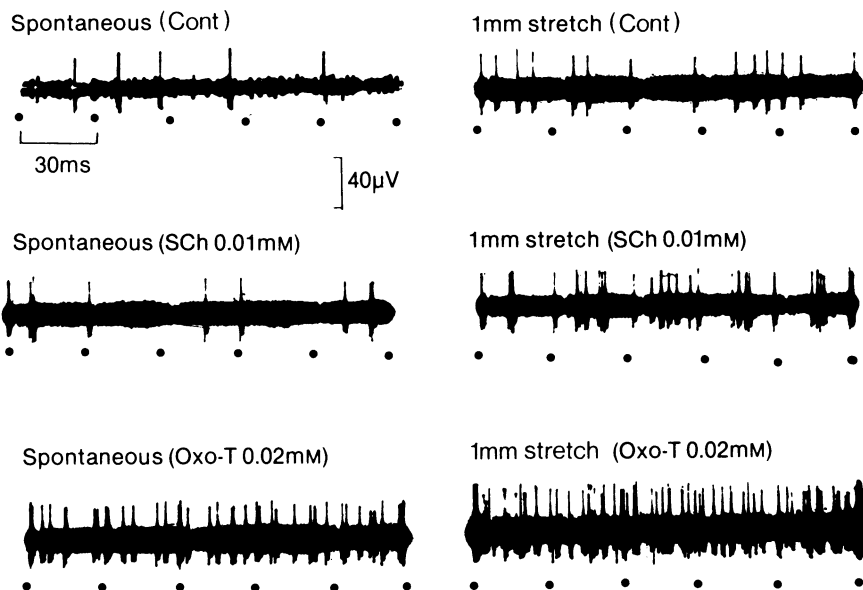 Spontaneous (Cont)
1mm stretch (Cont)
30ms
40µV
Spontaneous (SCh 0.01mM)
1mm stretch (SCh 0.01mM)
Spontaneous (Oxo-T 0.02mM)
1mm stretch (Oxo-T 0.02mM)